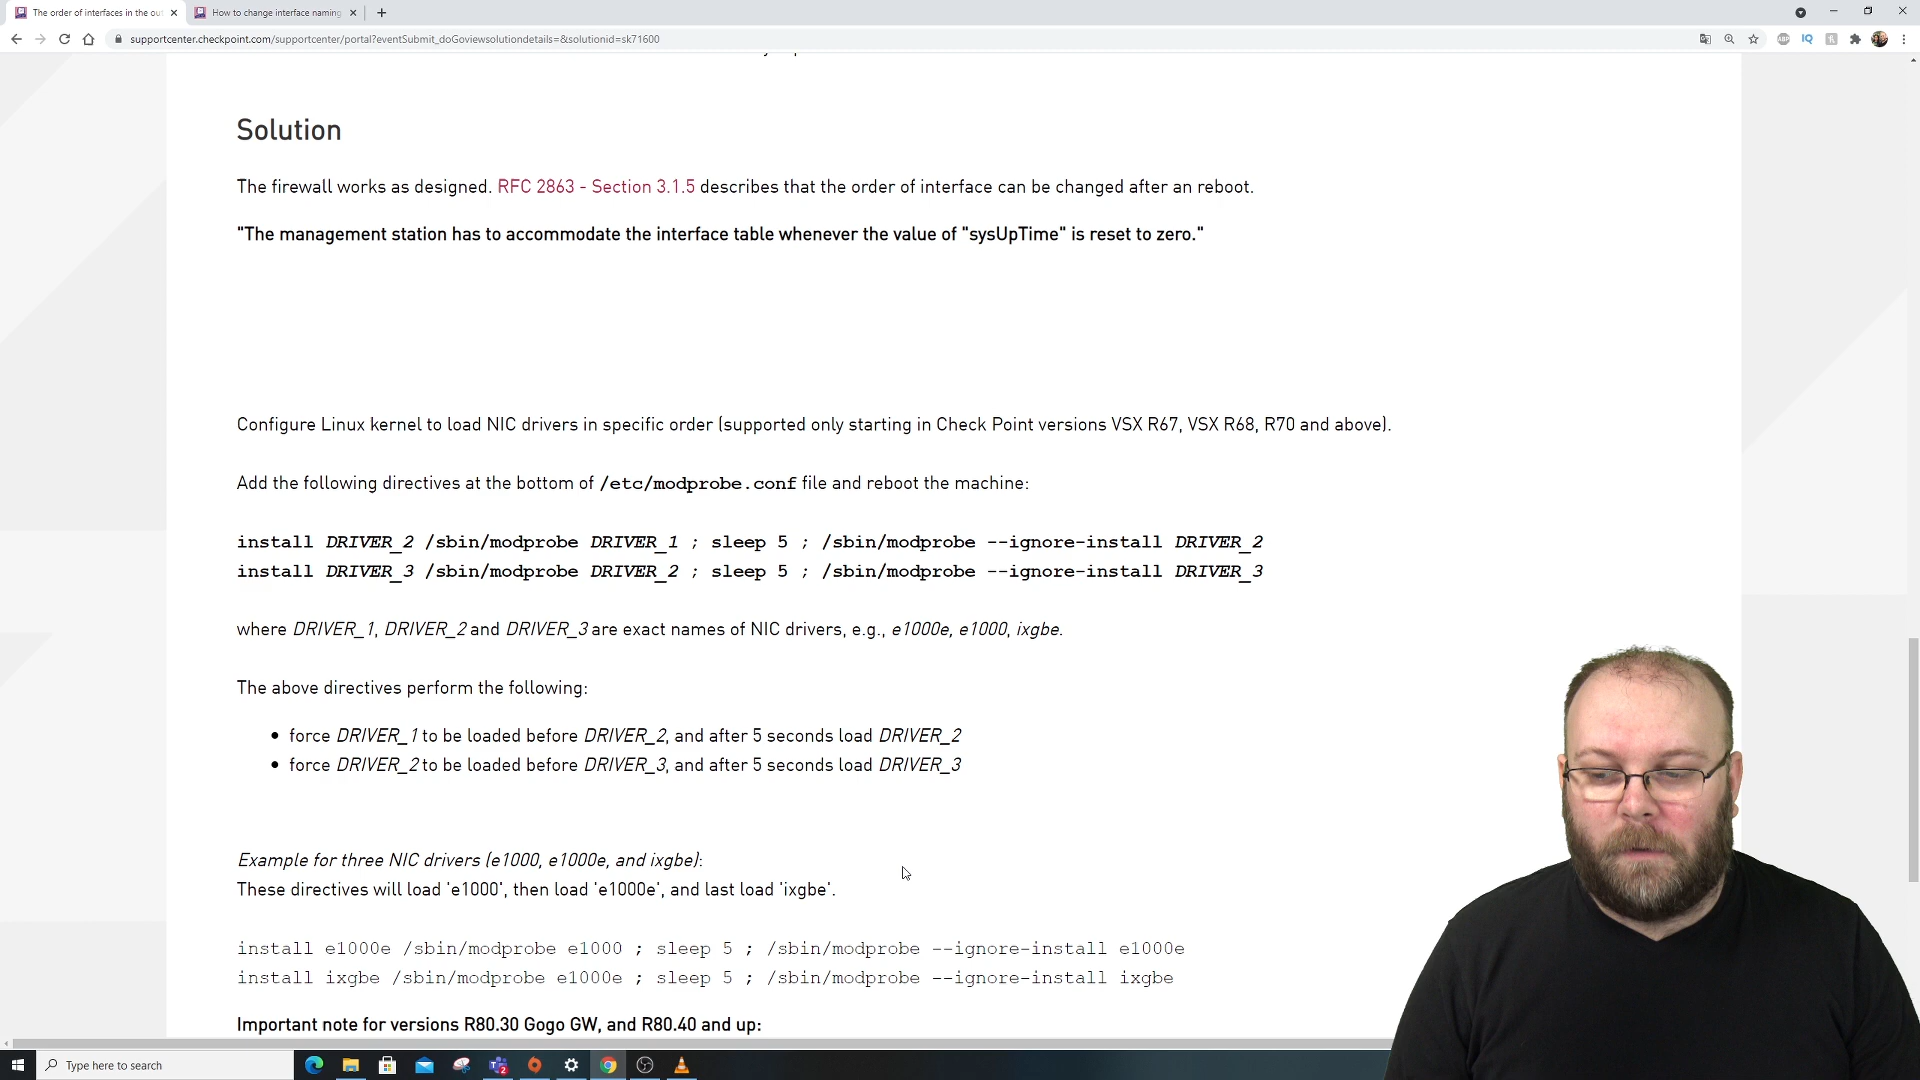 The order of interfaces in the out
How to change interface naming
supportcenter.checkpoint.com/supportcenter/portal?eventSubmit_doGoviewsolutiondetails=&solutionid=sk71600
Solution
The firewall works as designed. RFC 2863 - Section 3.1.5 describes that the order of interface can be changed after an reboot.
"The management station has to accommodate the interface table whenever the value of "sysUpTime" is reset to zero."
Configure Linux kernel to load NIC drivers in specific order (supported only starting in Check Point versions VSX R67, VSX R68, R70 and above).
Add the following directives at the bottom of /etc/modprobe.conf file and reboot the machine:
install DRIVER_2 /sbin/modprobe DRIVER_1 ; sleep 5 ; /sbin/modprobe --ignore-install DRIVER_2
install DRIVER_3 /sbin/modprobe DRIVER_2 ; sleep 5 ; /sbin/modprobe --ignore-install DRIVER_3
where DRIVER_1, DRIVER_2 and DRIVER_3 are exact names of NIC drivers, e.g., e1000e, e1000, ixgbe.
The above directives perform the following:
• force DRIVER_1 to be loaded before DRIVER_2, and after 5 seconds load DRIVER_2
• force DRIVER_2 to be loaded before DRIVER_3, and after 5 seconds load DRIVER_3
Example for three NIC drivers (e1000, e1000e, and ixgbe):
These directives will load 'e1000', then load 'e1000e', and last load 'ixgbe'.
install e1000e /sbin/modprobe e1000 ; sleep 5 ; /sbin/modprobe --ignore-install e1000e
install ixgbe /sbin/modprobe e1000e ; sleep 5 ; /sbin/modprobe --ignore-install ixgbe
Important note for versions R80.30 Gogo GW, and R80.40 and up:
Type here to search